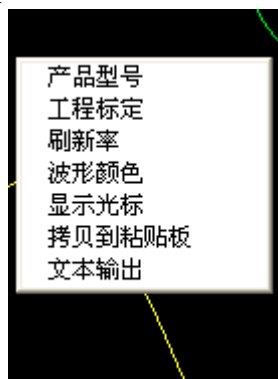 产品型号
工程标定
刷新率
波形颜色
显示光标
拷贝到粘贴板
文本输出